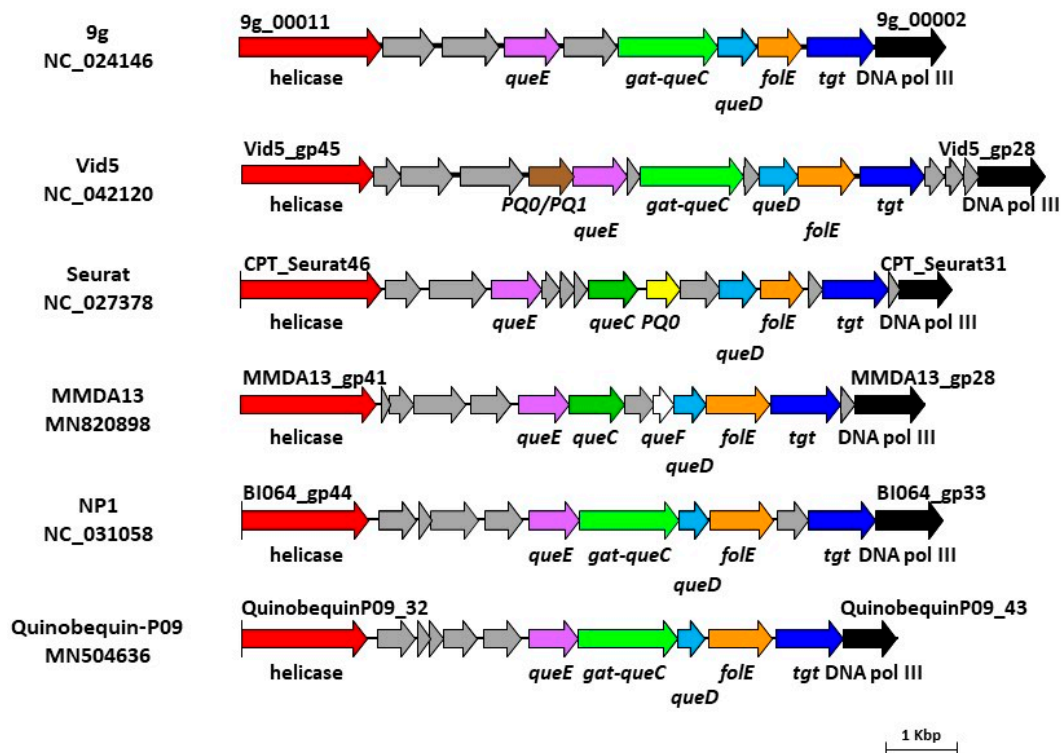 9g_00011 9g_00002
9g
NC_024146
helicase queE gat-queC folE tgt DNA pol III
queD
Vid5_gp45 Vid5_gp28
Vid5
NC_042120
helicase PQ0/PQ1 gat-queC queD tgt DNA pol III
queE folE
CPT_Seurat46 CPT_Seurat31
Seurat
NC_027378
helicase queE queC PQ0 folE tgt DNA pol III
queD
MMDA13_gp41 MMDA13_gp28
MMDA13
MN820898
helicase queE queC queF folE tgt DNA pol III
queD
BI064_gp44 BI064_gp33
NP1
NC_031058
helicase queE gat-queC folE tgt DNA pol III
queD
QuinobequinP09_32 QuinobequinP09_43
Quinobequin-P09
MN504636
helicase queE gat-queC folE tgt DNA pol III
queD
1 Kbp